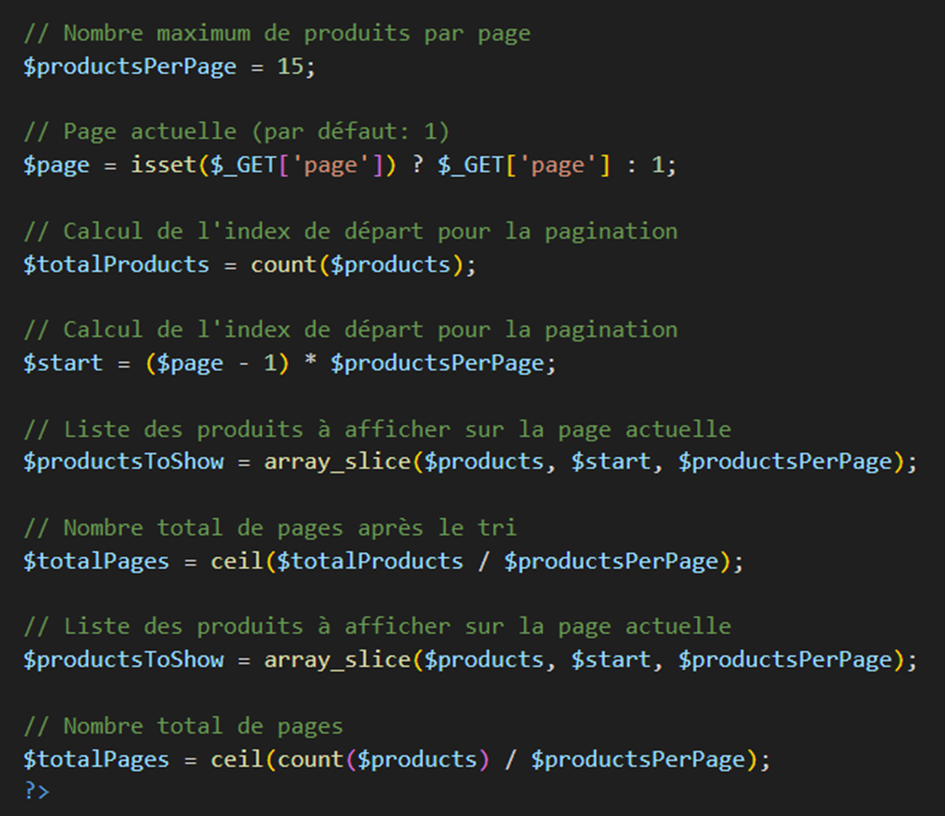 // Nombre maximum de produits par page
$productsPerPage = 15;
// Page actuelle (par défaut: 1)
$page = isset($_GET['page']) ? $_GET['page'] : 1;
// Calcul de l'index de départ pour la pagination
$totalProducts = count($products);
// Calcul de l'index de départ pour la pagination
$start = ($page - 1) * $productsPerPage;
// Liste des produits à afficher sur la page actuelle
$productsToShow = array_slice($products, $start, $productsPerPage);
// Nombre total de pages après le tri
$totalPages = ceil($totalProducts / $productsPerPage);
// Liste des produits à afficher sur la page actuelle
$productsToShow = array_slice($products, $start, $productsPerPage);
// Nombre total de pages
$totalPages = ceil(count($products) / $productsPerPage);
?>